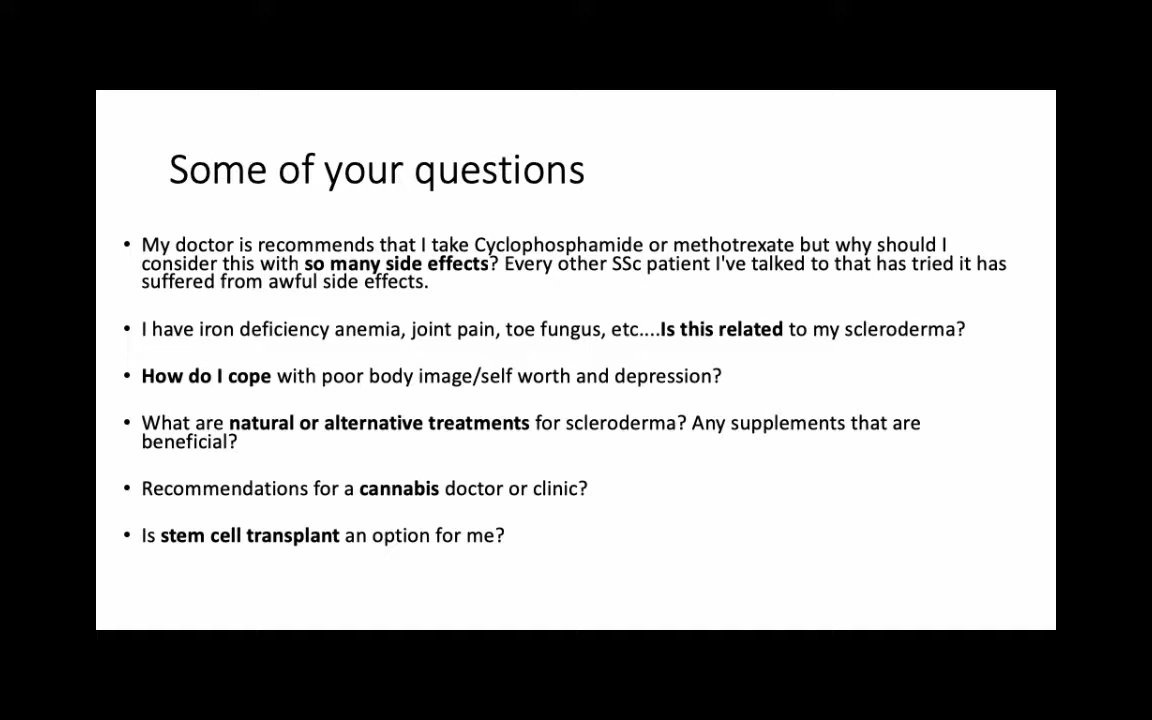 Some of your questions
• My doctor is recommends that I take Cyclophosphamide or methotrexate but why should I
consider this with so many side effects? Every other SSc patient I've talked to that has tried it has
suffered from awful side effects.
• I have iron deficiency anemia, joint pain, toe fungus, etc....Is this related to my scleroderma?
• How do I cope with poor body image/self worth and depression?
• What are natural or alternative treatments for scleroderma? Any supplements that are
beneficial?
• Recommendations for a cannabis doctor or clinic?
• Is stem cell transplant an option for me?